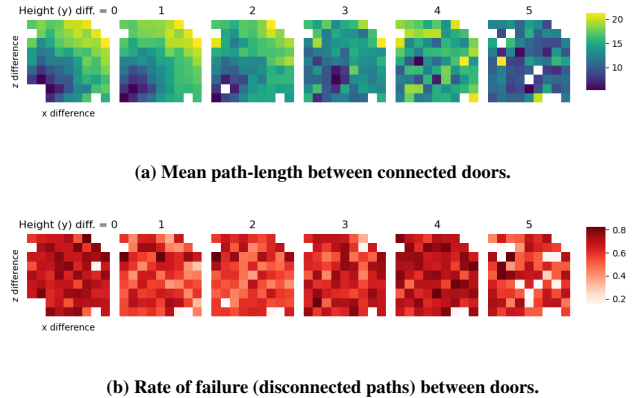 Height (y) diff. = 0 1 2 3 4 5
z difference
x difference
20
15
10
(a) Mean path-length between connected doors.
Height (y) diff. = 0 1 2 3 4 5
z difference
x difference
0.8
0.6
0.4
0.2
(b) Rate of failure (disconnected paths) between doors.